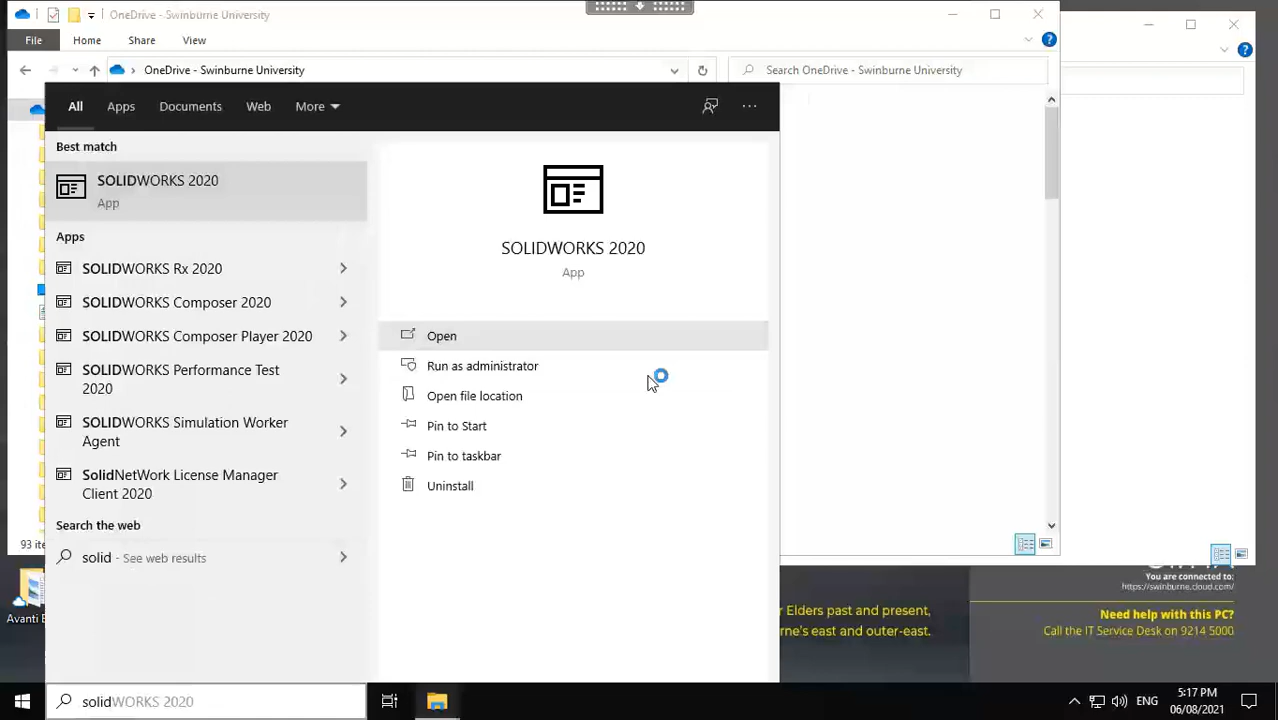 OneDrive - Swinburne University
File
Home
Share
View
OneDrive - Swinburne University
Search OneDrive - Swinburne University
All
Apps
Documents
Web
More
Best match
SOLIDWORKS 2020
App
Apps
SOLIDWORKS Rx 2020
SOLIDWORKS Composer 2020
SOLIDWORKS Composer Player 2020
SOLIDWORKS Performance Test
2020
SOLIDWORKS Simulation Worker
Agent
SolidNetWork License Manager
Client 2020
Search the web
solid - See web results
SOLIDWORKS 2020
App
Open
Run as administrator
Open file location
Pin to Start
Pin to taskbar
Uninstall
93 ite
Avanti
You are connected to:
https://swinburne.cloud.com/
Need help with this PC?
Call the IT Service Desk on 9214 5000
r Elders past and present,
rne's east and outer-east.
solidWORKS 2020
ENG
5:17 PM
06/08/2021